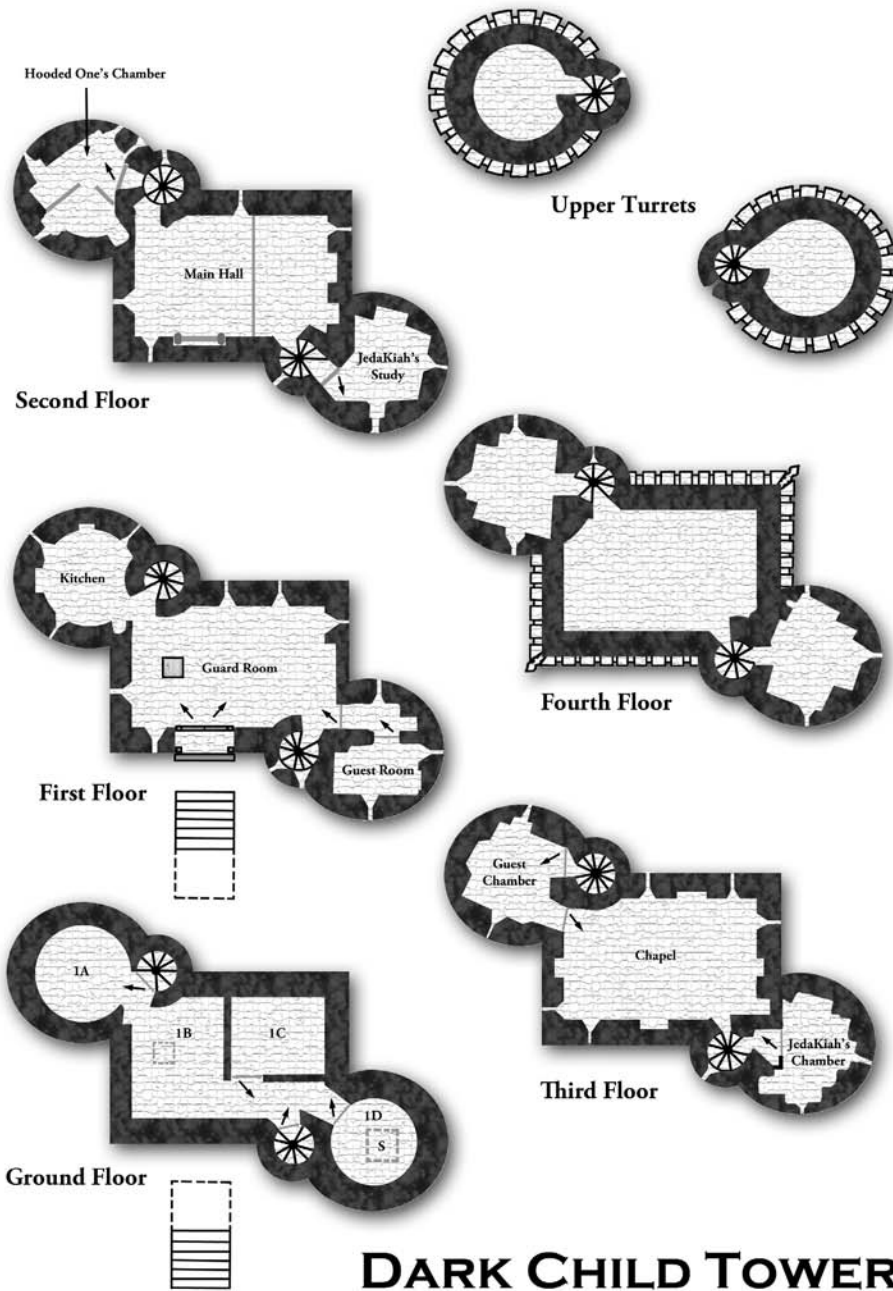 Hooded One's Chamber
Upper Turrets
Main Hall
JedaKiah's
Study
Second Floor
Kitchen
Guard Room
Guest Room
First Floor
Fourth Floor
Guest
Chamber
Chapel
JedaKiah's
Chamber
Third Floor
1A
1B
1C
1D
S
Ground Floor
DARK CHILD TOWER